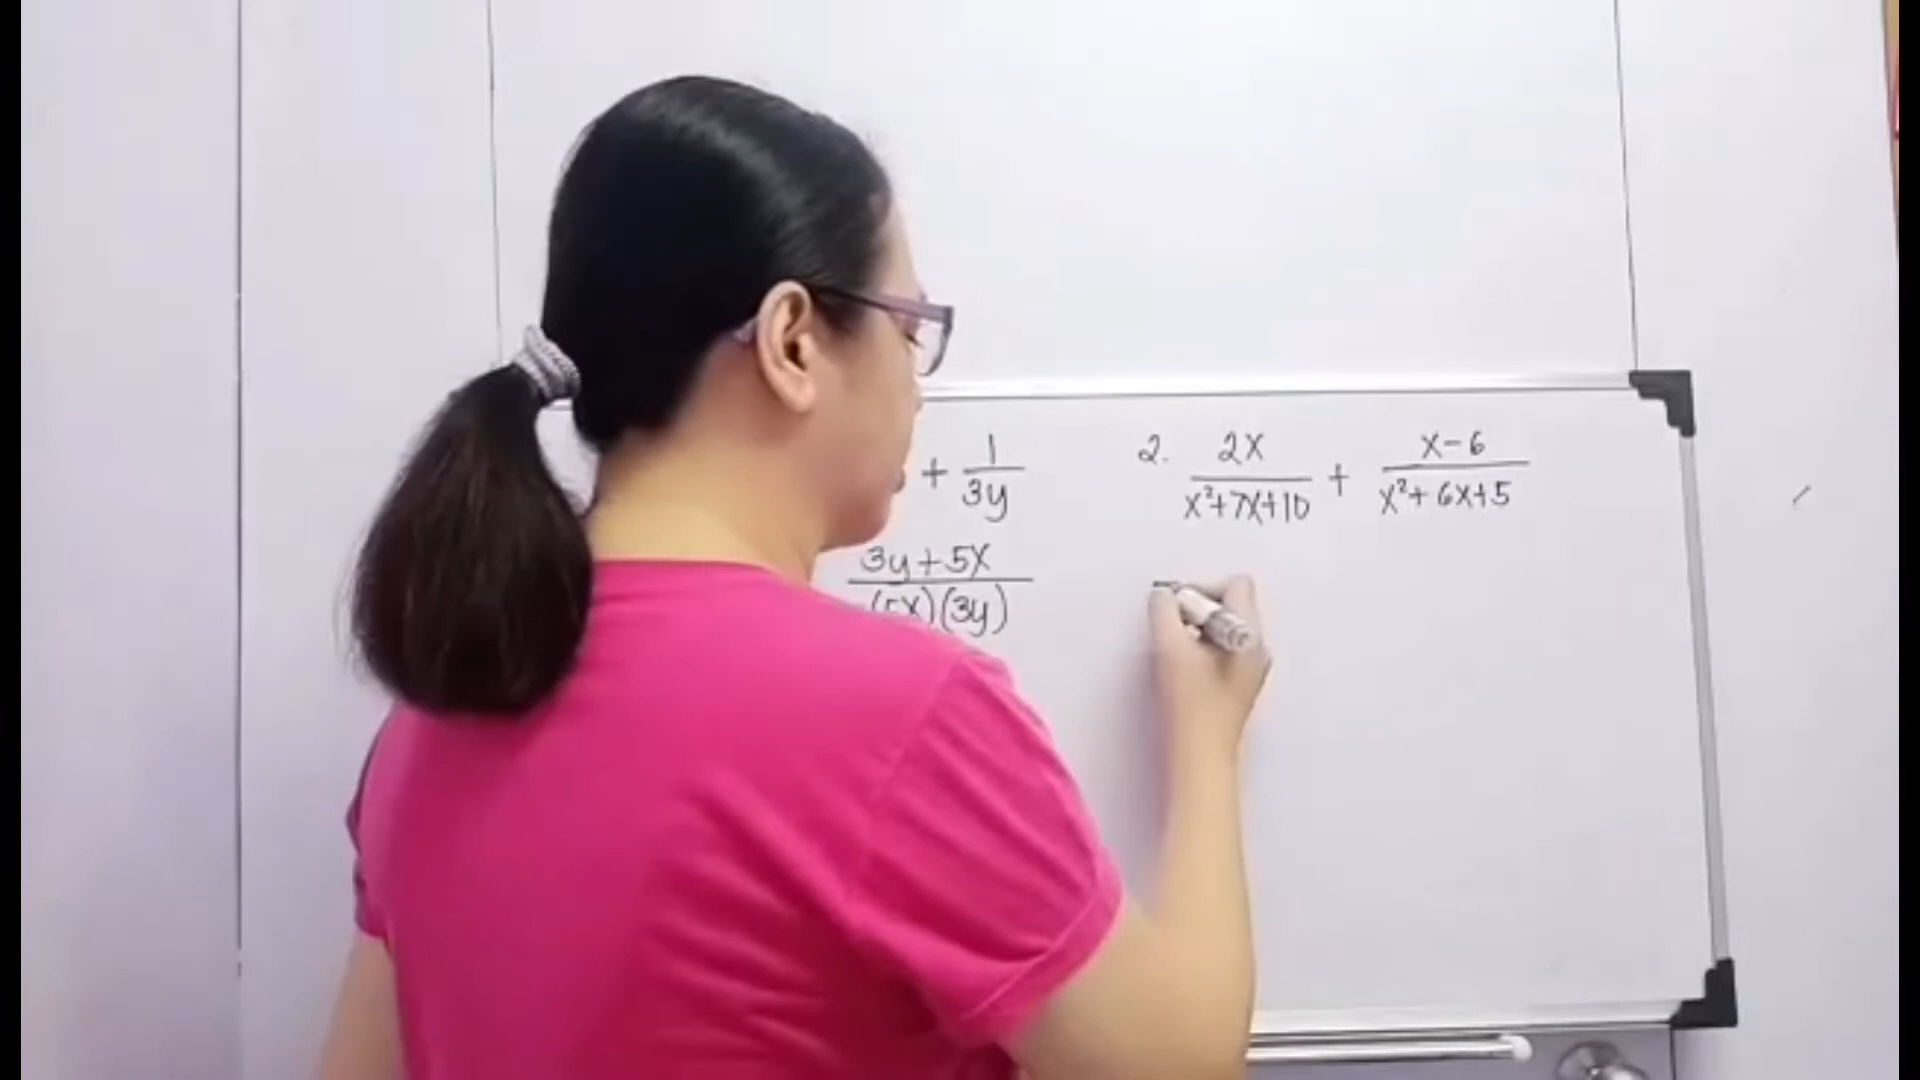 + 1/3y
3y+5x/(5x)(3y)
2. 2x/x²+7x+10 + x-6/x²+6x+5